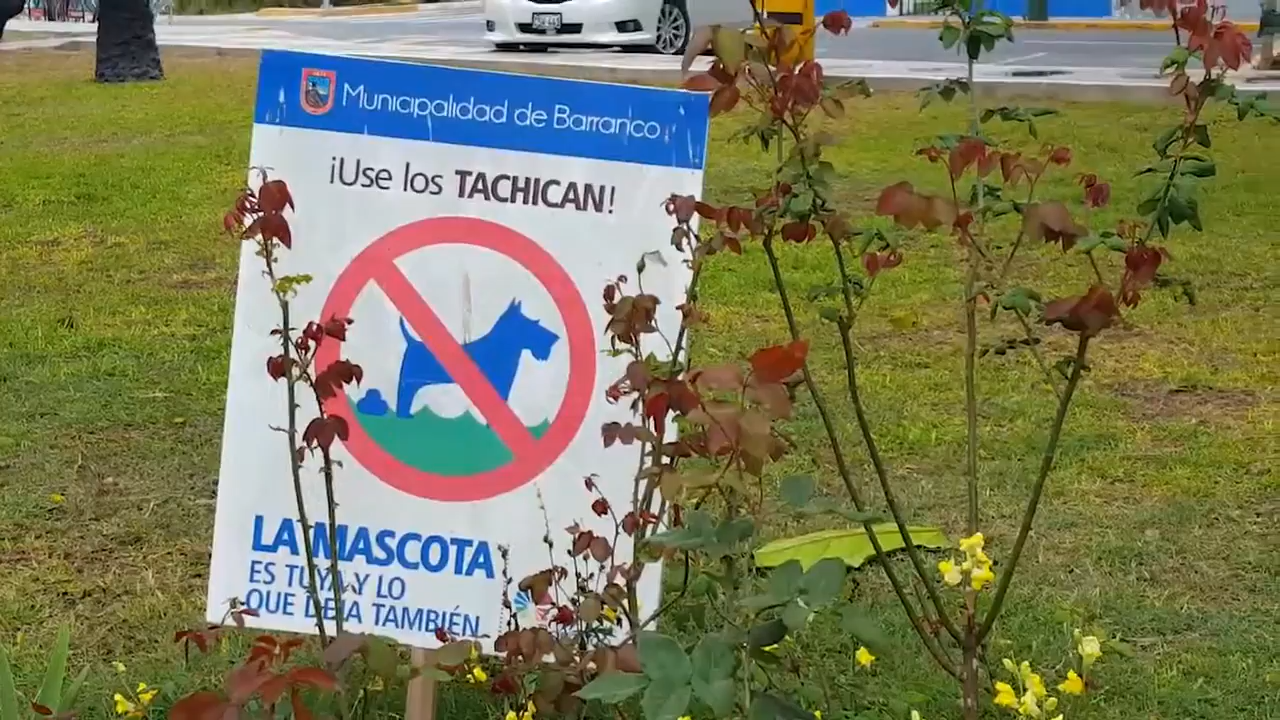 Municipalidad de Barranco
¡Use los TACHICAN!
LA MASCOTA
ES TUYA Y LO
QUE DEJA TAMBIÉN